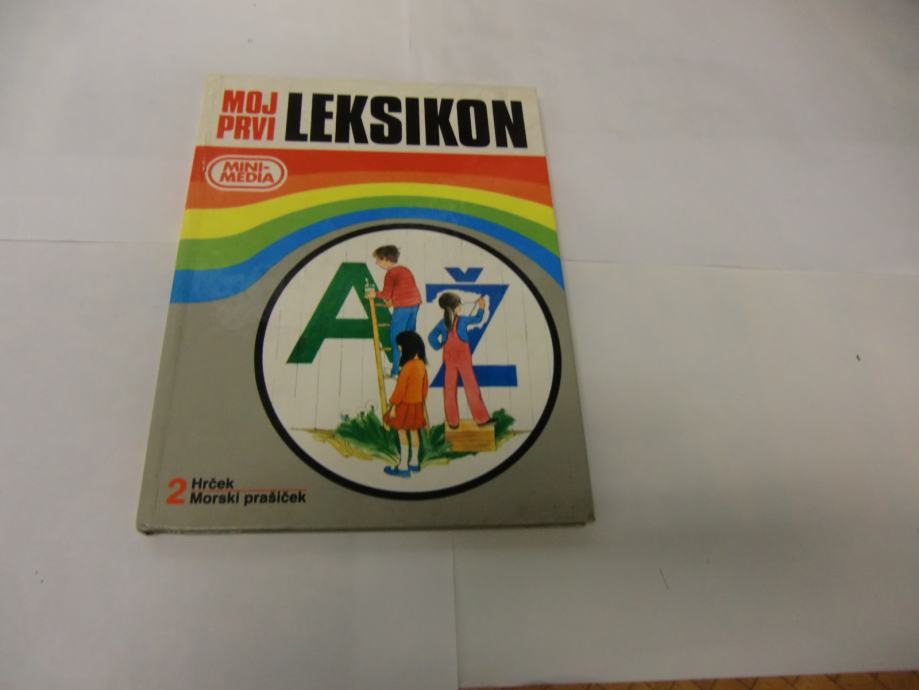 MOJ
PRVI
LEKSIKON
MINI-
MEDIA
A Ž
2 Hrček
Morski prašiček